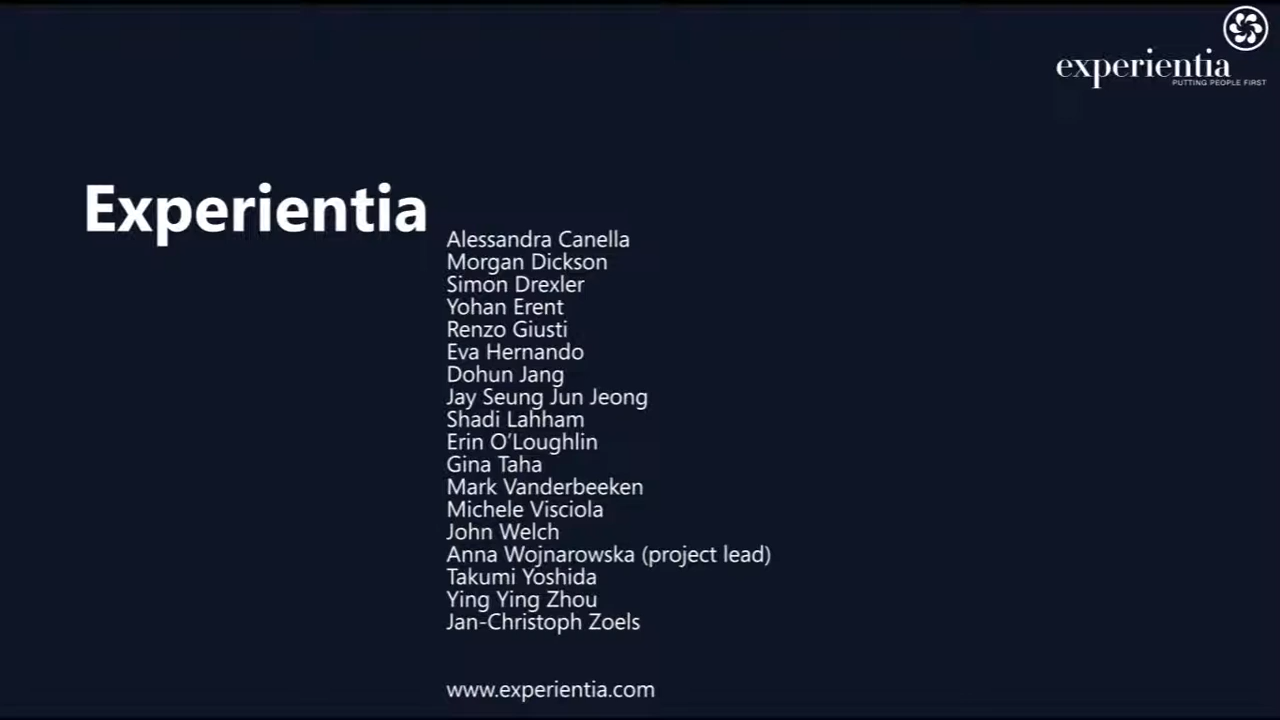 experientia
PUTTING PEOPLE FIRST
Experientia
Alessandra Canella
Morgan Dickson
Simon Drexler
Yohan Erent
Renzo Giusti
Eva Hernando
Dohun Jang
Jay Seung Jun Jeong
Shadi Lahham
Erin O’Loughlin
Gina Taha
Mark Vanderbeeken
Michele Visciola
John Welch
Anna Wojnarowska (project lead)
Takumi Yoshida
Ying Ying Zhou
Jan-Christoph Zoels
www.experientia.com